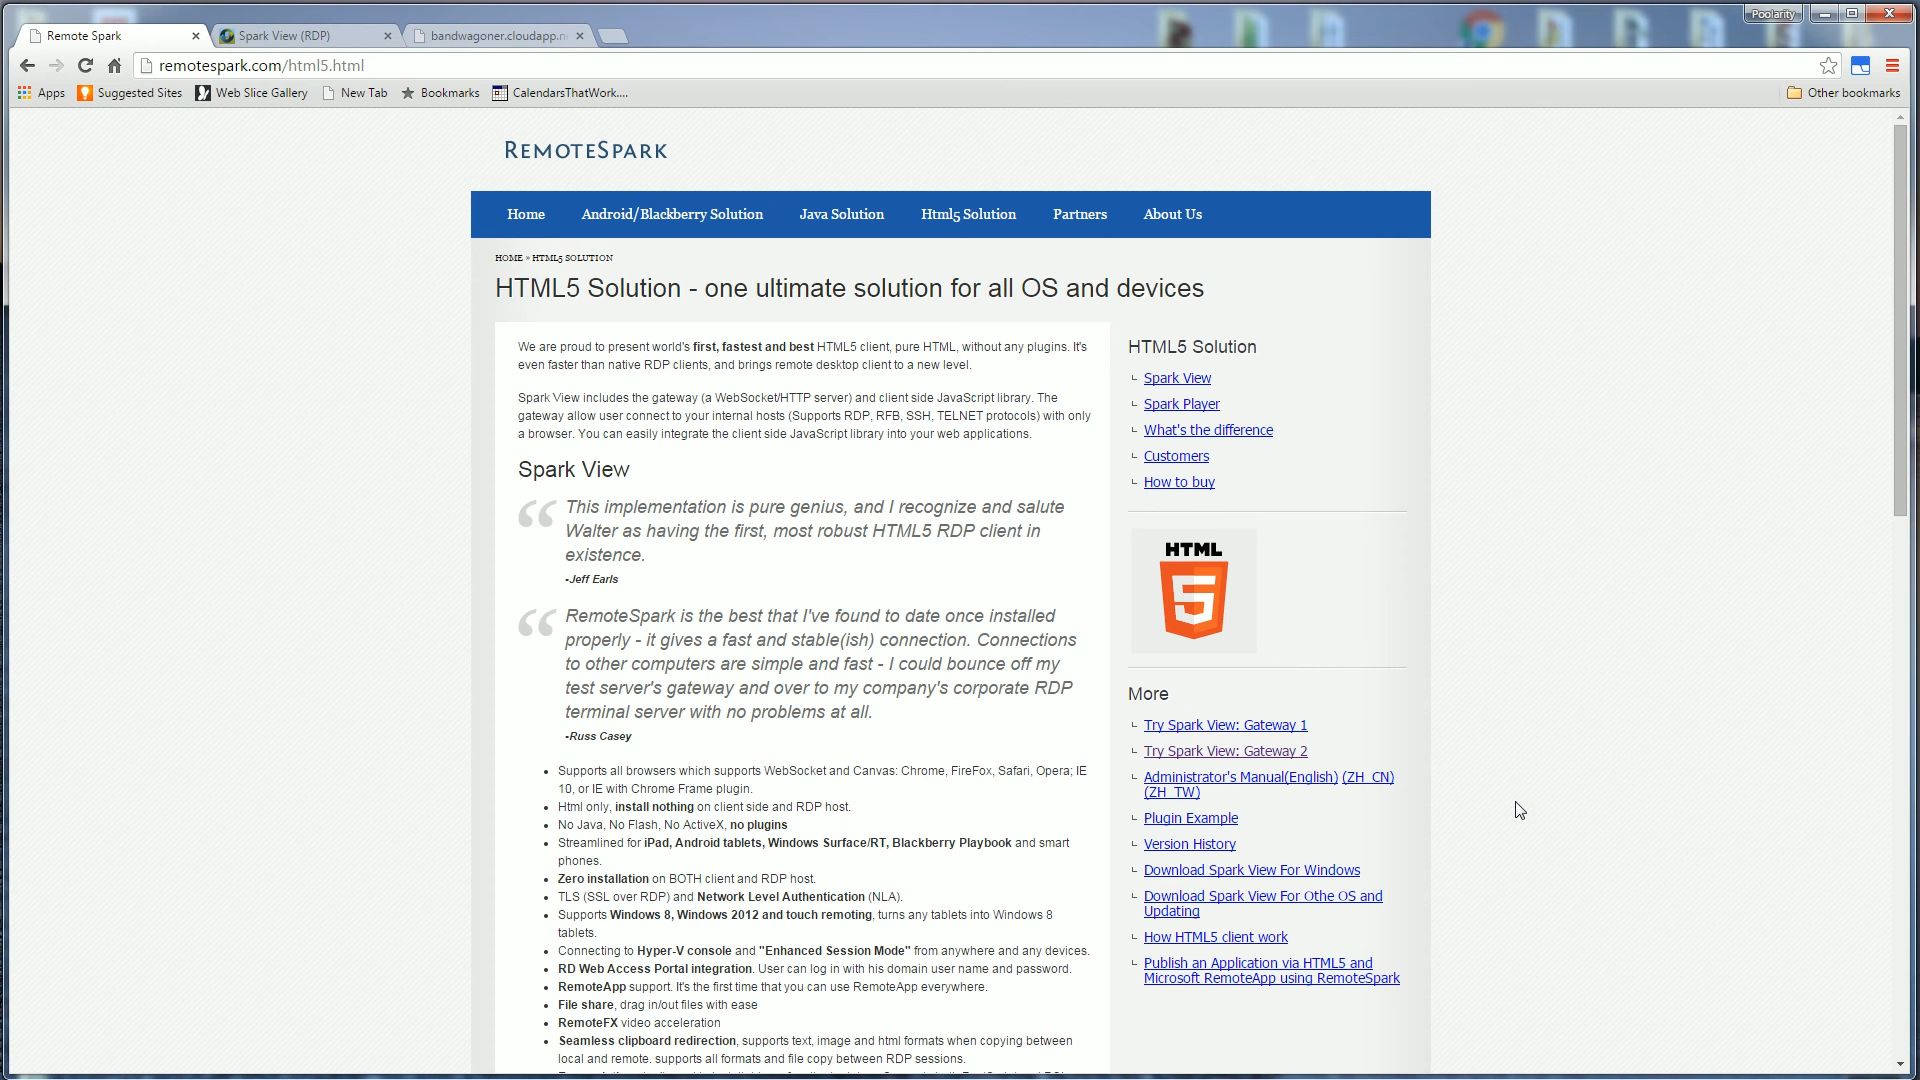 Poolarity
Remote Spark
Spark View (RDP)
bandwagoner.cloudapp.n
remotespark.com/html5.html
Apps
Suggested Sites
Web Slice Gallery
New Tab
Bookmarks
CalendarsThatWork....
Other bookmarks
REMOTESPARK
Home
Android/Blackberry Solution
Java Solution
Html5 Solution
Partners
About Us
HOME » HTML5 SOLUTION
HTML5 Solution - one ultimate solution for all OS and devices
We are proud to present world's first, fastest and best HTML5 client, pure HTML, without any plugins. It's
even faster than native RDP clients, and brings remote desktop client to a new level.
Spark View includes the gateway (a WebSocket/HTTP server) and client side JavaScript library. The
gateway allow user connect to your internal hosts (Supports RDP, RFB, SSH, TELNET protocols) with only
a browser. You can easily integrate the client side JavaScript library into your web applications.
Spark View
“ This implementation is pure genius, and I recognize and salute
Walter as having the first, most robust HTML5 RDP client in
existence.
-Jeff Earls
“ RemoteSpark is the best that I've found to date once installed
properly - it gives a fast and stable(ish) connection. Connections
to other computers are simple and fast - I could bounce off my
test server's gateway and over to my company's corporate RDP
terminal server with no problems at all.
-Russ Casey
• Supports all browsers which supports WebSocket and Canvas: Chrome, FireFox, Safari, Opera; IE
10, or IE with Chrome Frame plugin.
• Html only, install nothing on client side and RDP host.
• No Java, No Flash, No ActiveX, no plugins
• Streamlined for iPad, Android tablets, Windows Surface/RT, Blackberry Playbook and smart
phones.
• Zero installation on BOTH client and RDP host.
• TLS (SSL over RDP) and Network Level Authentication (NLA).
• Supports Windows 8, Windows 2012 and touch remoting, turns any tablets into Windows 8
tablets.
• Connecting to Hyper-V console and "Enhanced Session Mode" from anywhere and any devices.
• RD Web Access Portal integration. User can log in with his domain user name and password.
• RemoteApp support. It's the first time that you can use RemoteApp everywhere.
• File share, drag in/out files with ease
• RemoteFX video acceleration
• Seamless clipboard redirection, supports text, image and html formats when copying between
local and remote. supports all formats and file copy between RDP sessions.
HTML5 Solution
Spark View
Spark Player
What's the difference
Customers
How to buy
HTML
5
More
Try Spark View: Gateway 1
Try Spark View: Gateway 2
Administrator's Manual(English) (ZH_CN)
(ZH_TW)
Plugin Example
Version History
Download Spark View For Windows
Download Spark View For Othe OS and
Updating
How HTML5 client work
Publish an Application via HTML5 and
Microsoft RemoteApp using RemoteSpark